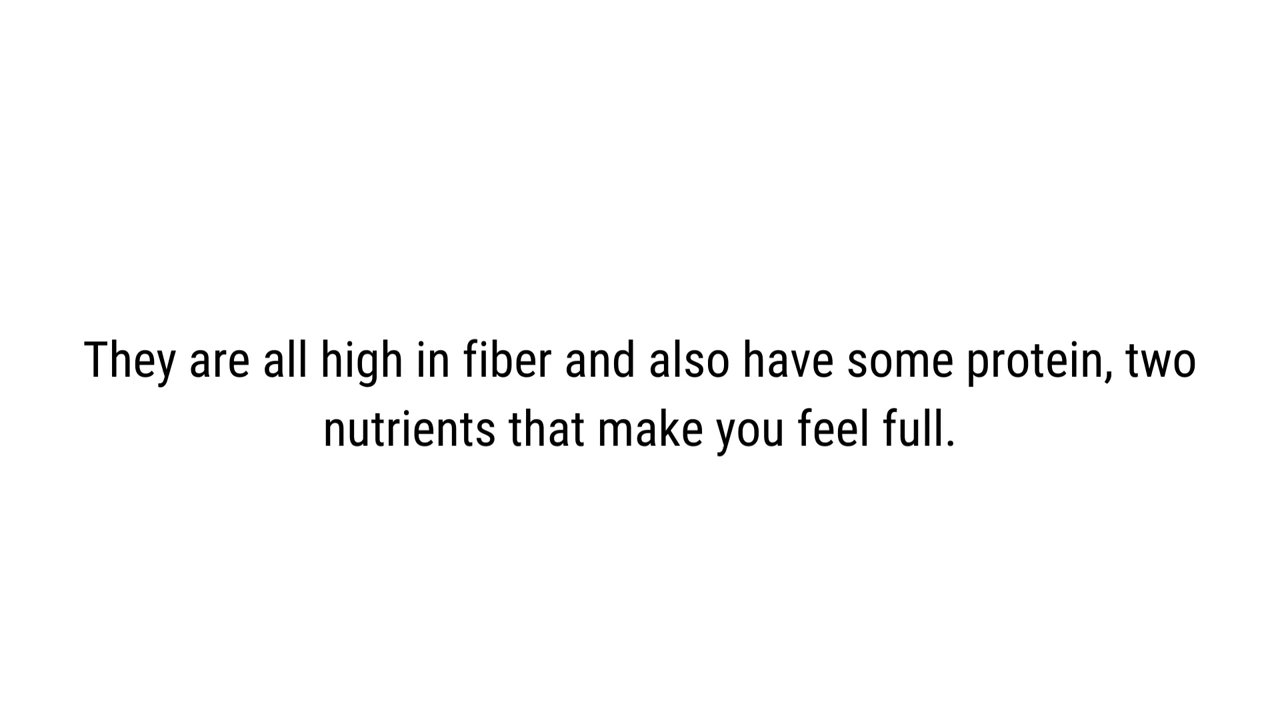 They are all high in fiber and also have some protein, two
nutrients that make you feel full.